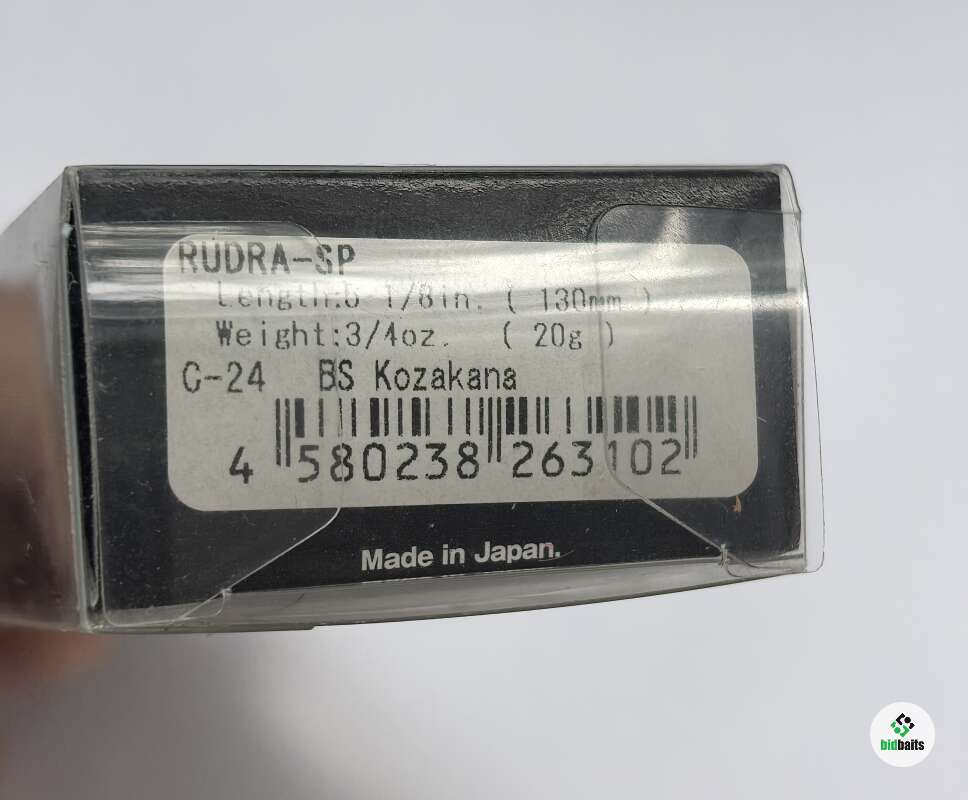 RUDRA-SP
Length:5 1/8in. ( 130mm )
Weight:3/4oz. ( 20g )
C-24 BS Kozakana
4 580238 263102
Made in Japan.
bidbaits